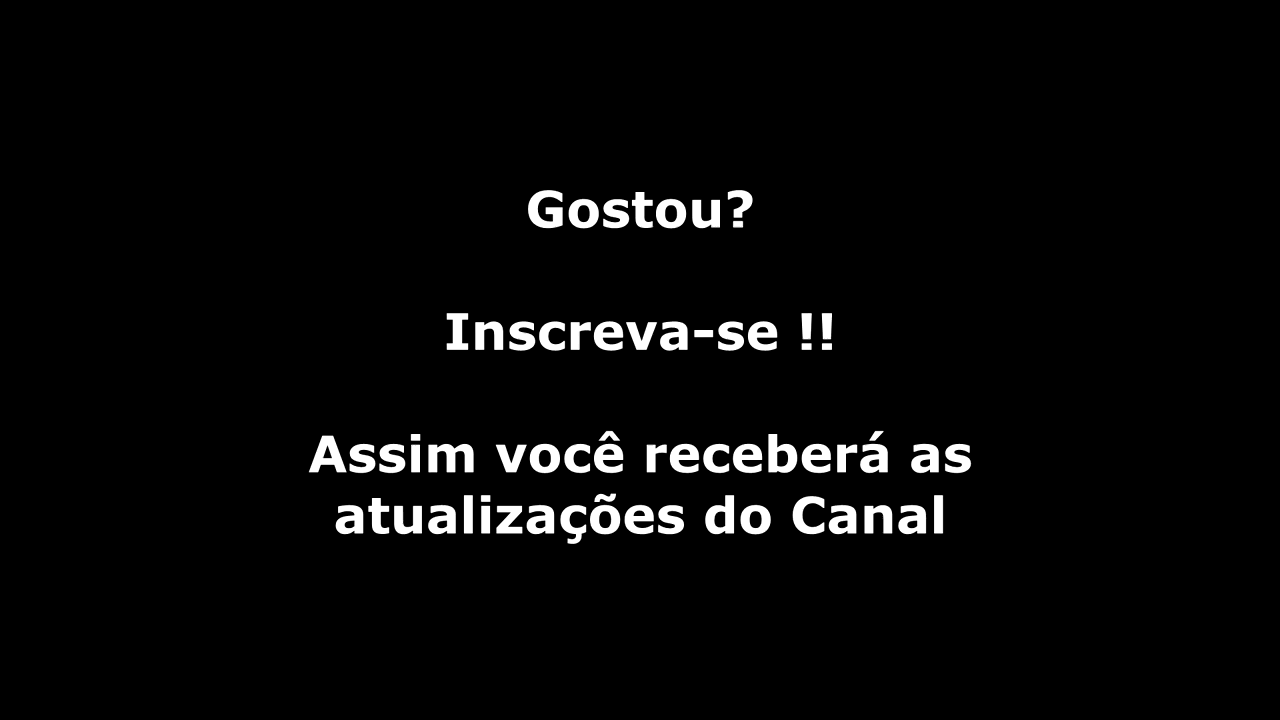 Gostou?
Inscreva-se !!
Assim você receberá as
atualizações do Canal